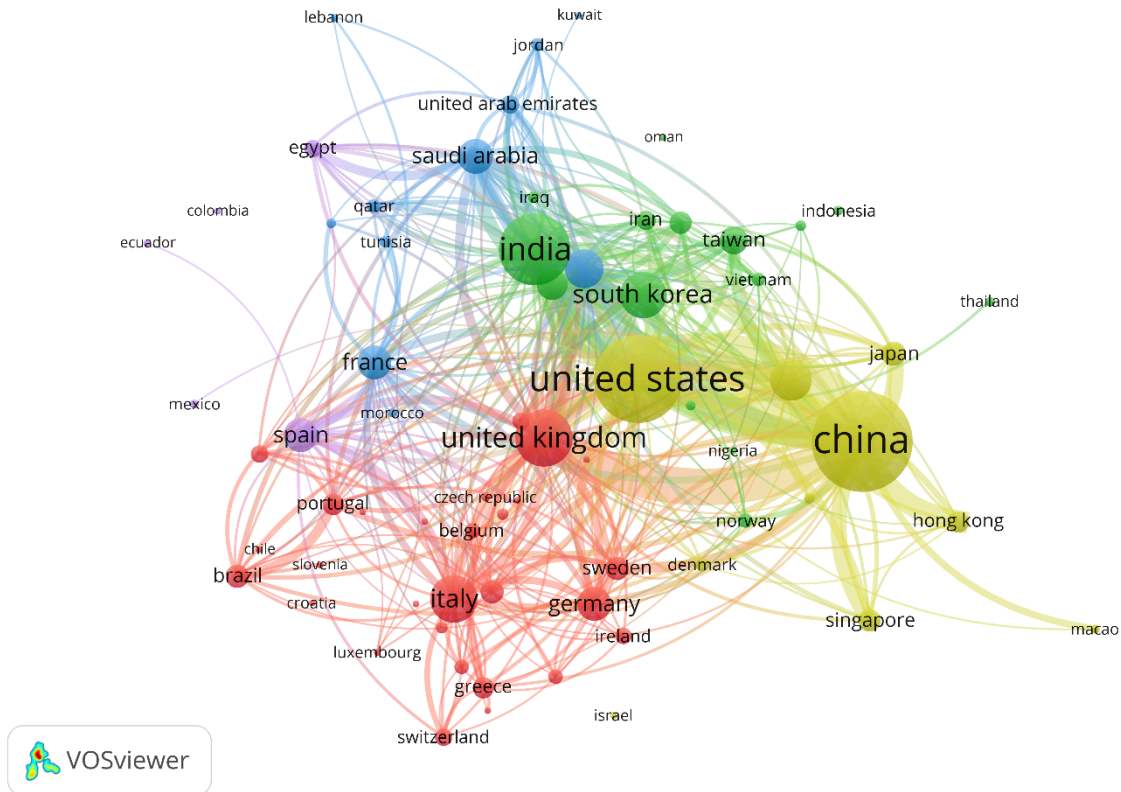 lebanon
kuwait
jordan
united arab emirates
oman
egypt
saudi arabia
iraq
colombia
qatar
iran
indonesia
ecuador
tunisia
india
taiwan
viet nam
south korea
thailand
france
japan
united states
mexico
morocco
spain
united kingdom
china
nigeria
czech republic
portugal
belgium
norway
hong kong
chile
slovenia
brazil
sweden
denmark
croatia
italy
germany
singapore
ireland
macao
luxembourg
greece
israel
switzerland
VOSviewer